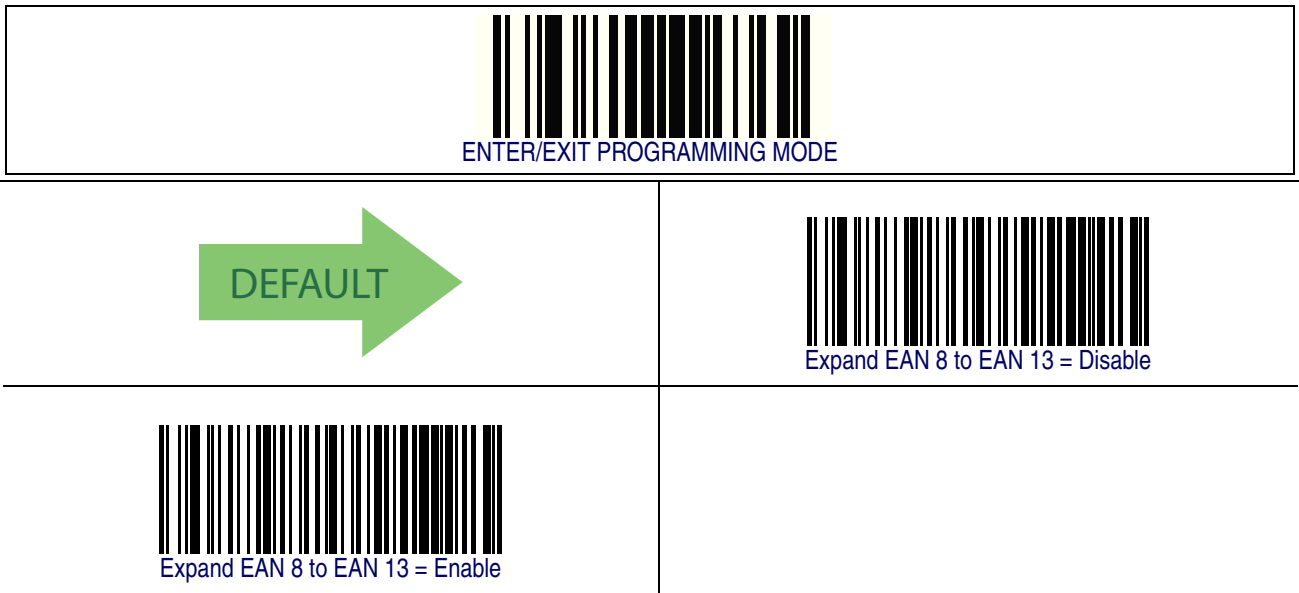 ENTER/EXIT PROGRAMMING MODE
DEFAULT
Expand EAN 8 to EAN 13 = Disable
Expand EAN 8 to EAN 13 = Enable